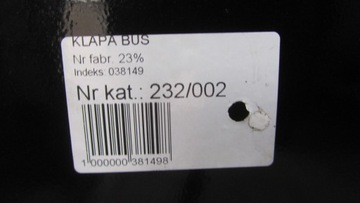 KLAPA BUS
Nr fabr. 23%
Indeks: 038149
Nr kat.: 232/002
1 000000 381498